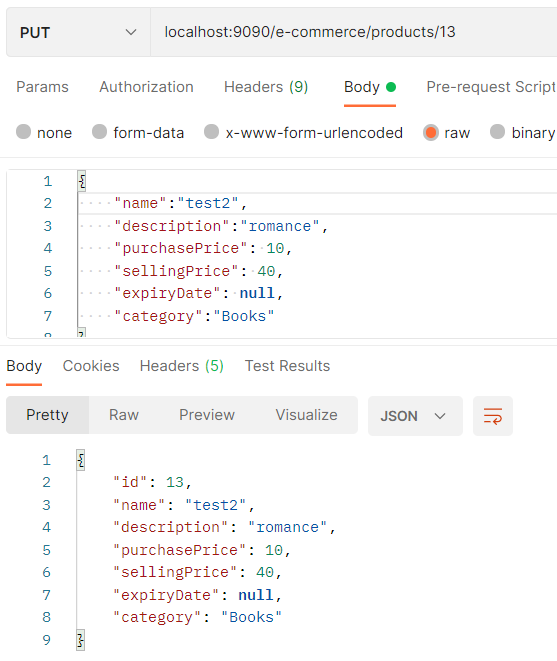 PUT localhost:9090/e-commerce/products/13
Params Authorization Headers (9) Body Pre-request Script
none form-data x-www-form-urlencoded raw binary
1 {
2 "name":"test2",
3 "description":"romance",
4 "purchasePrice": 10,
5 "sellingPrice": 40,
6 "expiryDate": null,
7 "category":"Books"
8 }
Body Cookies Headers (5) Test Results
Pretty Raw Preview Visualize JSON
1 {
2 "id": 13,
3 "name": "test2",
4 "description": "romance",
5 "purchasePrice": 10,
6 "sellingPrice": 40,
7 "expiryDate": null,
8 "category": "Books"
9 }